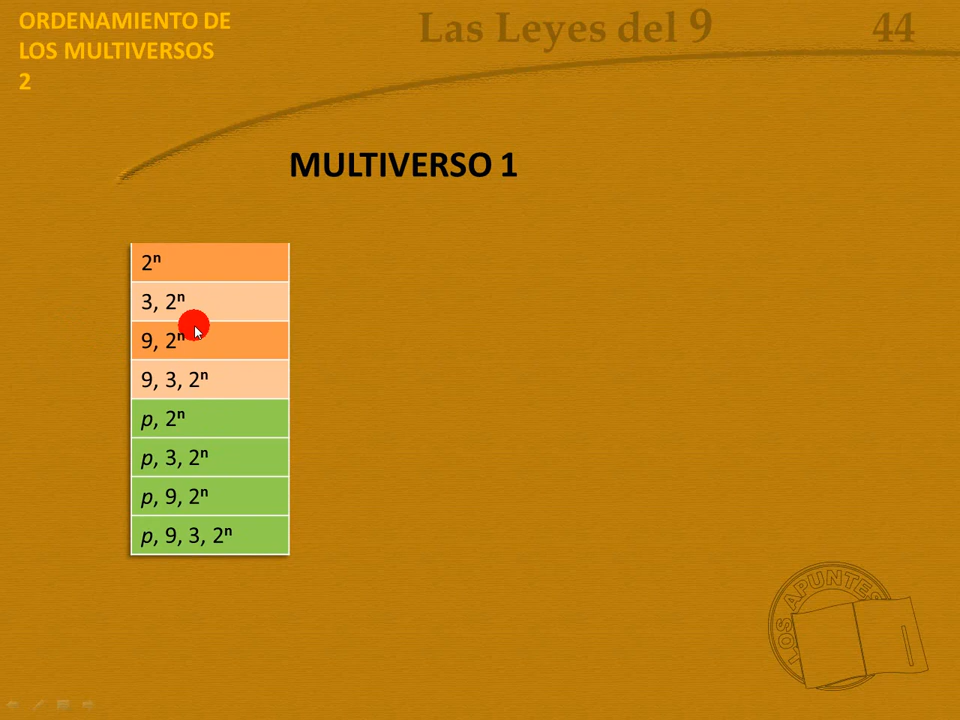 ORDENAMIENTO DE
LOS MULTIVERSOS
2
Las Leyes del 9
44
MULTIVERSO 1
2ⁿ
3, 2ⁿ
9, 2ⁿ
9, 3, 2ⁿ
p, 2ⁿ
p, 3, 2ⁿ
p, 9, 2ⁿ
p, 9, 3, 2ⁿ
LOS APUNTES